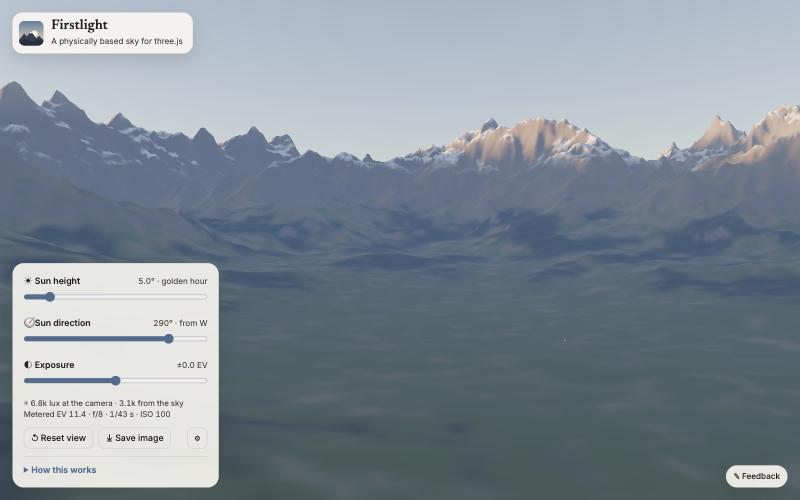 Firstlight
A physically based sky for three.js
Sun height 5.0° · golden hour
Sun direction 290° · from W
Exposure ±0.0 EV
6.8k lux at the camera · 3.1k from the sky
Metered EV 11.4 · f/8 · 1/43 s · ISO 100
Reset view Save image
How this works
Feedback